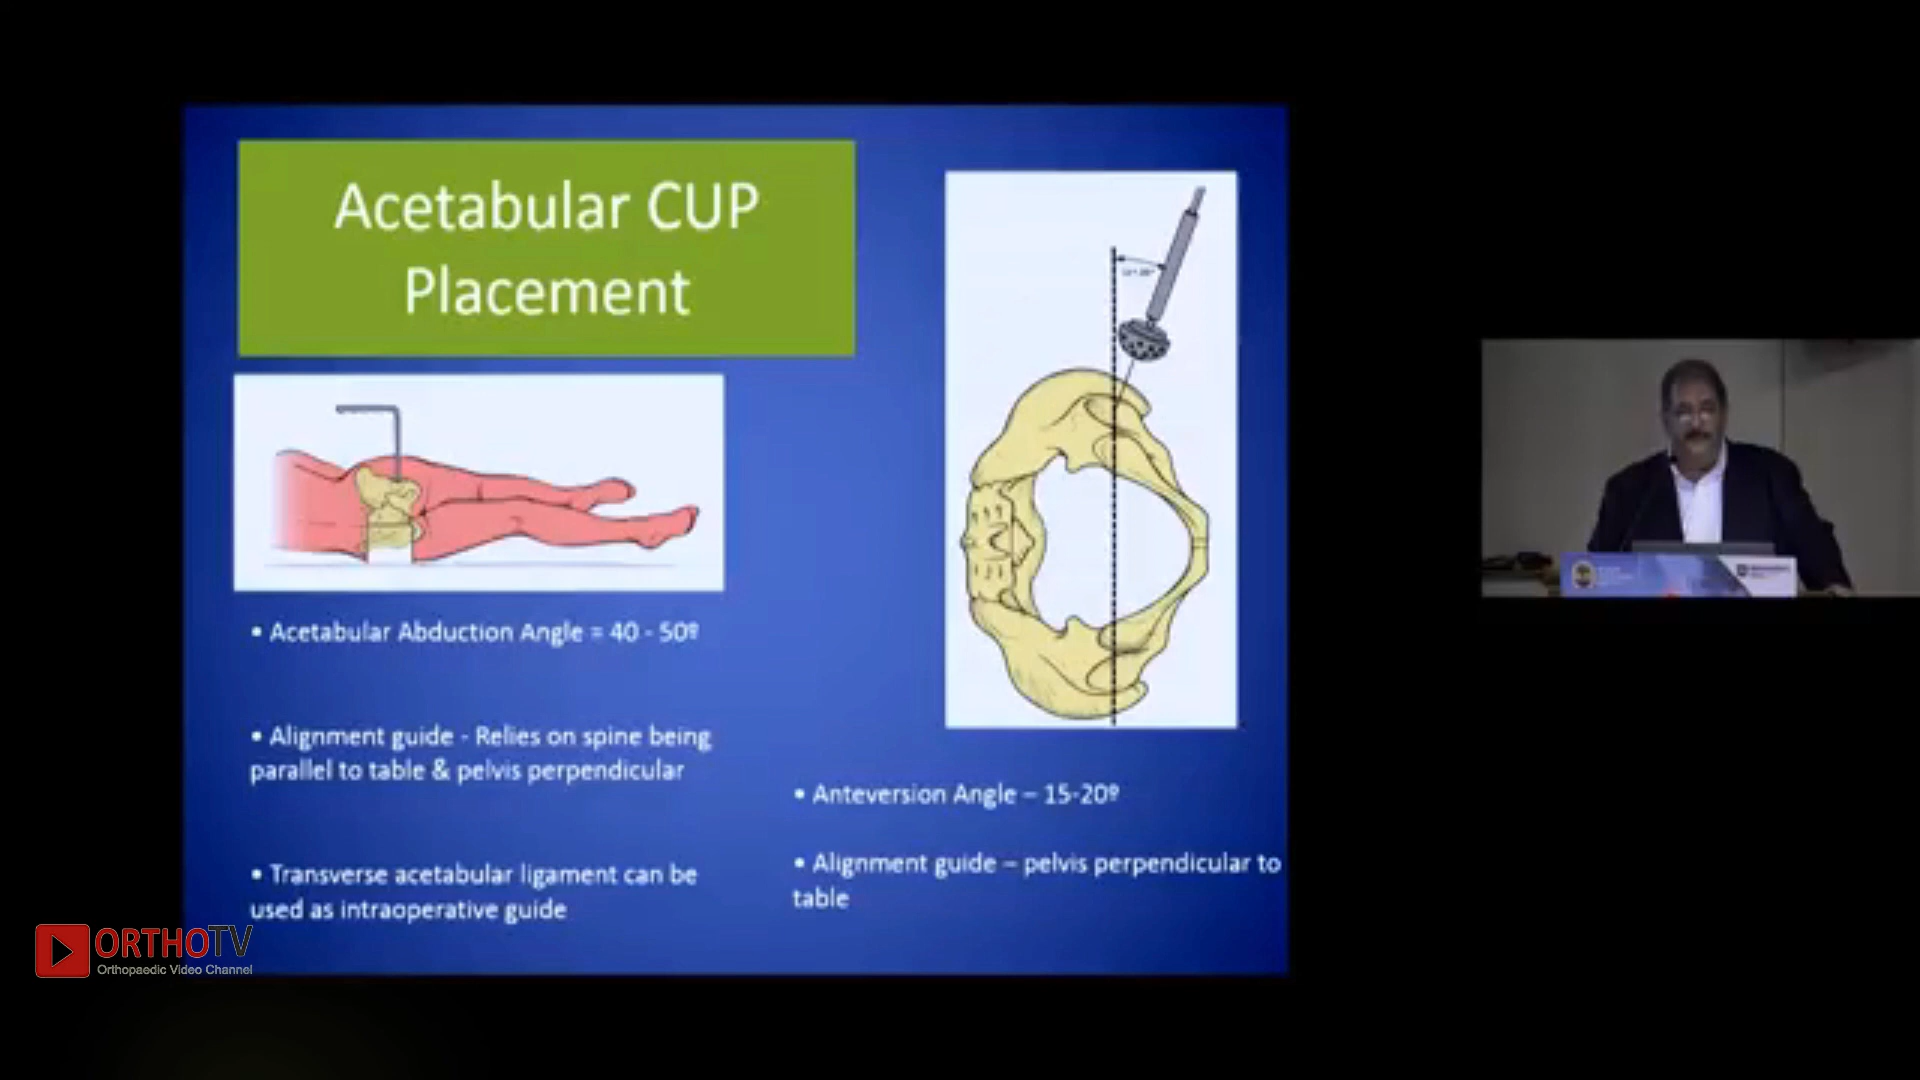 Acetabular CUP
Placement
• Acetabular Abduction Angle = 40 - 50º
• Alignment guide - Relies on spine being
parallel to table & pelvis perpendicular
• Transverse acetabular ligament can be
used as intraoperative guide
• Anteversion Angle – 15-20º
• Alignment guide – pelvis perpendicular to
table
ORTHOTV
Orthopaedic Video Channel